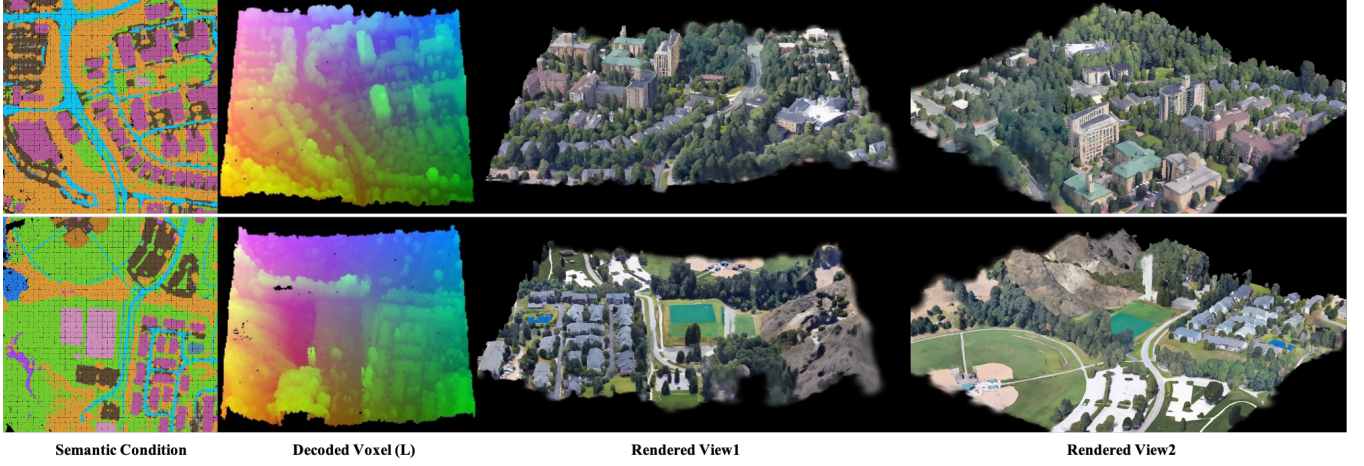 Semantic Condition
Decoded Voxel (L)
Rendered View1
Rendered View2